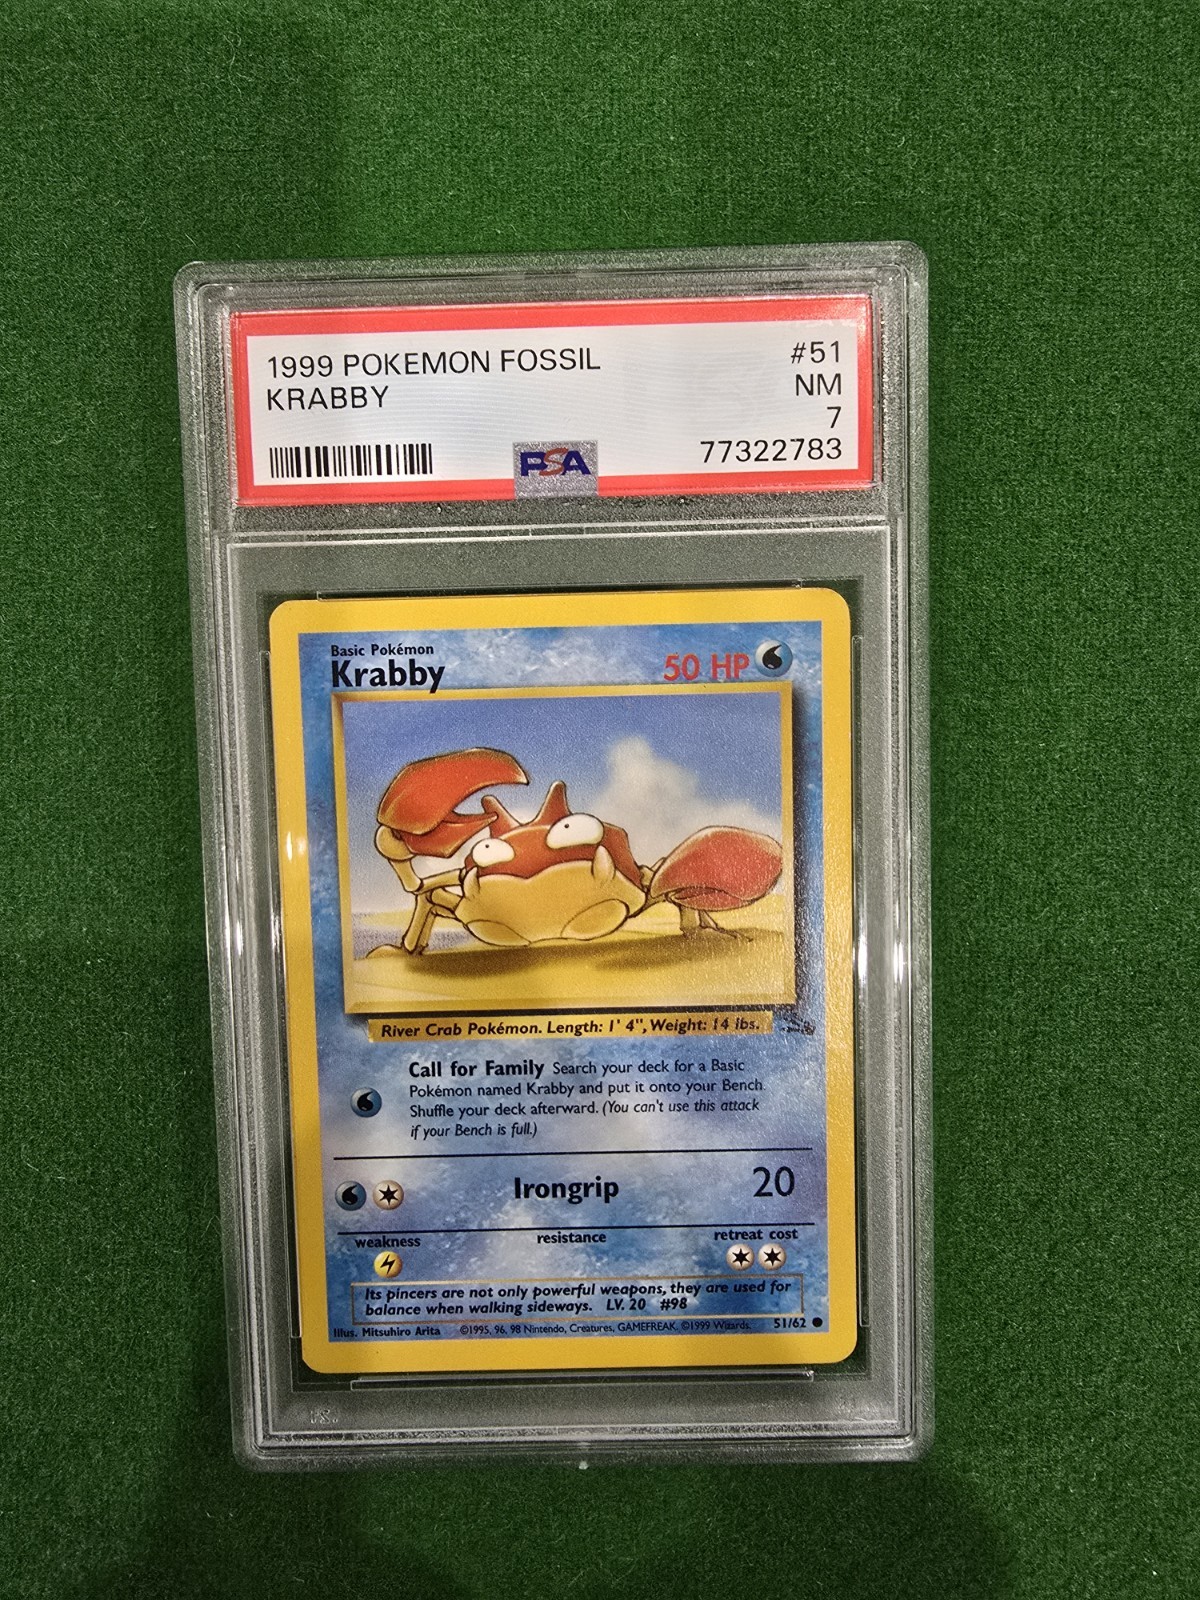 1999 POKEMON FOSSIL #51
KRABBY NM
7
PSA 77322783
Basic Pokémon
Krabby 50 HP
River Crab Pokémon. Length: 1' 4", Weight: 14 lbs.
Call for Family Search your deck for a Basic
Pokémon named Krabby and put it onto your Bench.
Shuffle your deck afterward. (You can't use this attack
if your Bench is full.)
Irongrip 20
weakness resistance retreat cost
Its pincers are not only powerful weapons, they are used for
balance when walking sideways. LV. 20 #98
Illus. Mitsuhiro Arita ©1995, 96, 98 Nintendo, Creatures, GAMEFREAK. ©1999 Wizards. 51/62